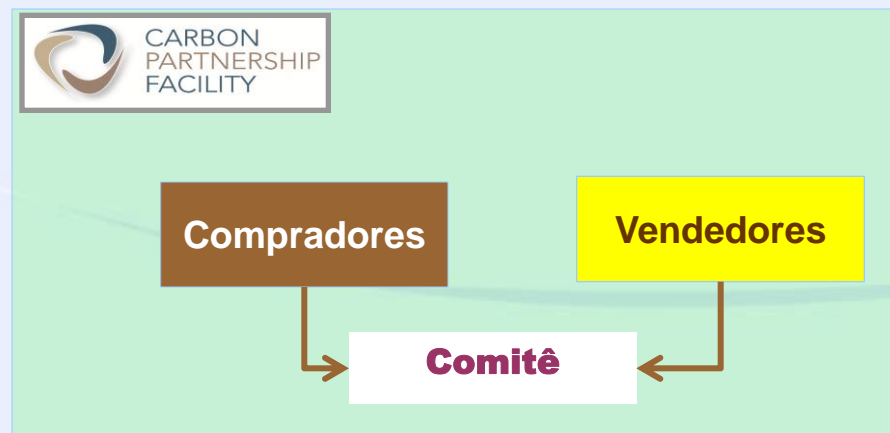 CARBON
PARTNERSHIP
FACILITY
Compradores
Vendedores
Comitê